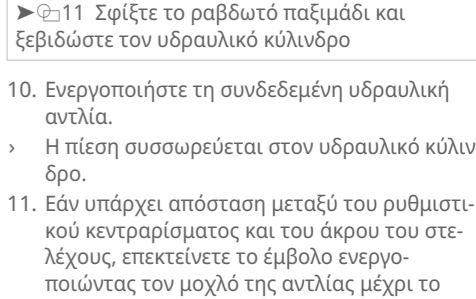 ➤ 11 Σφίξτε το ραβδωτό παξιμάδι και
ξεβιδώστε τον υδραυλικό κύλινδρο
10. Ενεργοποιήστε τη συνδεδεμένη υδραυλική
αντλία.
› Η πίεση συσσωρεύεται στον υδραυλικό κύλιν
δρο.
11. Εάν υπάρχει απόσταση μεταξύ του ρυθμιστι-
κού κεντραρίσματος και του άκρου του στε-
λέχους, επεκτείνετε το έμβολο ενεργο-
ποιώντας τον μοχλό της αντλίας μέχρι το